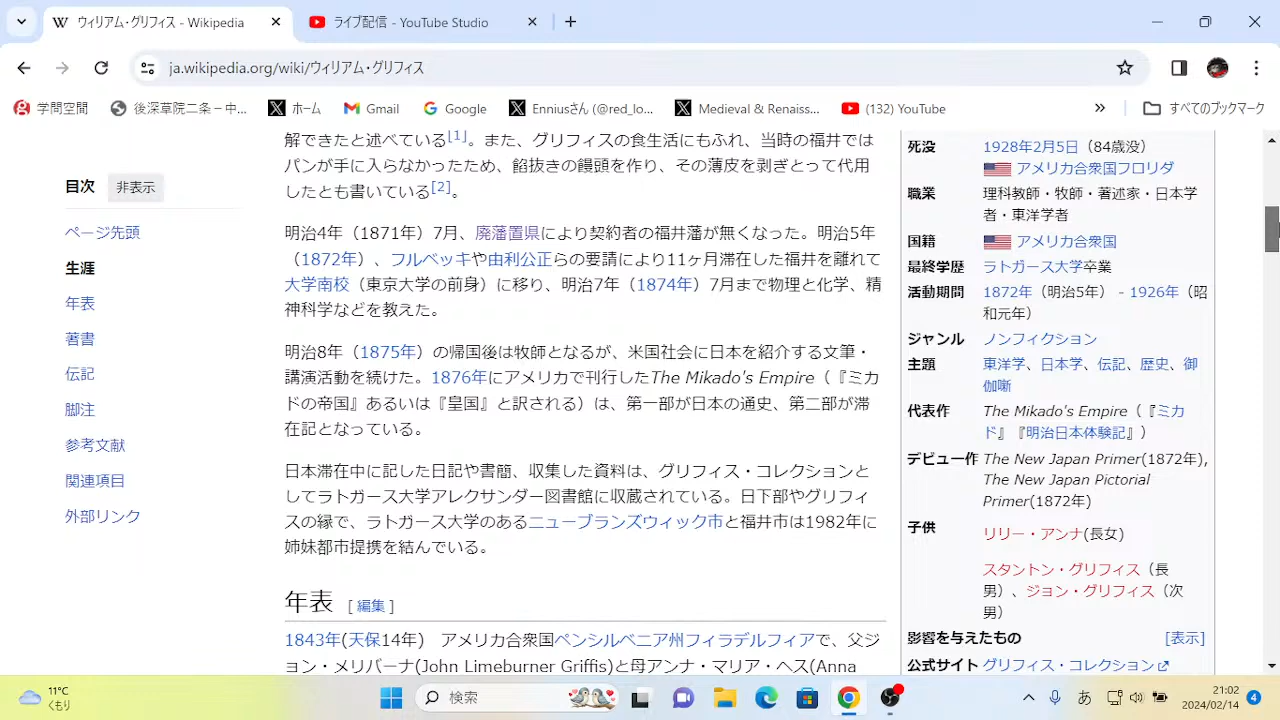 ウィリアム・グリフィス - Wikipedia
ライブ配信 - YouTube Studio
ja.wikipedia.org/wiki/ウィリアム・グリフィス
学問空間
後深草院二条 − 中...
ホーム
Gmail
Google
Enniusさん (@red_lo...
Medieval & Renaiss...
(132) YouTube
すべてのブックマーク
目次 非表示
ページ先頭
生涯
年表
著書
伝記
脚注
参考文献
関連項目
外部リンク
解できたと述べている[1]。また、グリフィスの食生活にもふれ、当時の福井では
パンが手に入らなかったため、餡抜きの饅頭を作り、その薄皮を剥ぎとって代用
したとも書いている[2]。
明治4年（1871年）7月、廃藩置県により契約者の福井藩が無くなった。明治5年
（1872年）、フルベッキや由利公正らの要請により11ヶ月滞在した福井を離れて
大学南校（東京大学の前身）に移り、明治7年（1874年）7月まで物理と化学、精
神科学などを教えた。
明治8年（1875年）の帰国後は牧師となるが、米国社会に日本を紹介する文筆・
講演活動を続けた。1876年にアメリカで刊行したThe Mikado's Empire（『ミカ
ドの帝国』あるいは『皇国』と訳される）は、第一部が日本の通史、第二部が滞
在記となっている。
日本滞在中に記した日記や書簡、収集した資料は、グリフィス・コレクションと
してラトガース大学アレクサンダー図書館に収蔵されている。日下部やグリフィ
スの縁で、ラトガース大学のあるニューブランズウィック市と福井市は1982年に
姉妹都市提携を結んでいる。
年表 [ 編集 ]
1843年(天保14年)　アメリカ合衆国ペンシルベニア州フィラデルフィアで、父ジ
ョン・メリバーナ(John Limeburner Griffis)と母アンナ・マリア・ヘス(Anna
死没 1928年2月5日（84歳没）
アメリカ合衆国フロリダ
職業 理科教師・牧師・著述家・日本学
者・東洋学者
国籍 アメリカ合衆国
最終学歴 ラトガース大学卒業
活動期間 1872年（明治5年） - 1926年（昭
和元年）
ジャンル ノンフィクション
主題 東洋学、日本学、伝記、歴史、御
伽噺
代表作 The Mikado's Empire（『ミカ
ド』『明治日本体験記』）
デビュー作 The New Japan Primer(1872年),
The New Japan Pictorial
Primer(1872年)
子供 リリー・アンナ(長女)
スタントン・グリフィス（長
男）、ジョン・グリフィス（次
男）
影響を与えたもの [表示]
公式サイト グリフィス・コレクション
11°C
くもり
検索
あ
21:02
2024/02/14
4